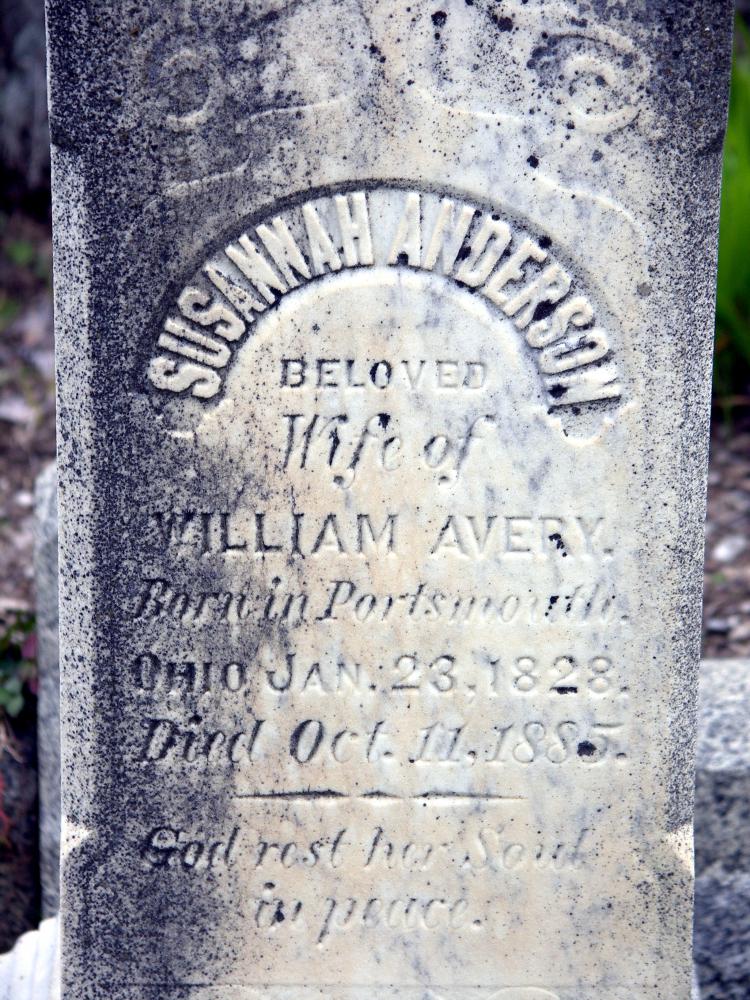 SUSANNAH ANDERSON
BELOVED
Wife of
WILLIAM AVERY.
Born in Portsmouth.
OHIO JAN. 23, 1828.
Died Oct. 11, 1885.
God rest her Soul
in peace.